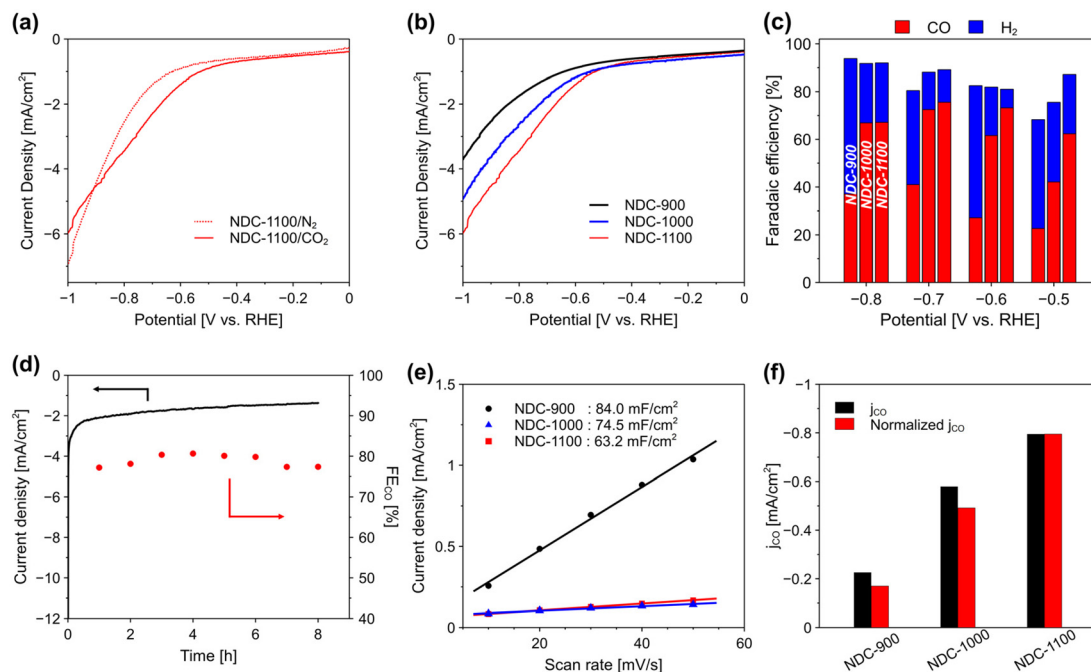 (a)
0
−2
−4
−6
Current Density [mA/cm²]
NDC-1100/N₂
NDC-1100/CO₂
−1
−0.8
−0.6
−0.4
−0.2
0
Potential [V vs. RHE]
(b)
0
−2
−4
−6
Current Density [mA/cm²]
NDC-900
NDC-1000
NDC-1100
−1
−0.8
−0.6
−0.4
−0.2
0
Potential [V vs. RHE]
(c)
CO
H₂
100
80
60
40
20
0
Faradaic efficiency [%]
NDC-900
NDC-1000
NDC-1100
−0.8
−0.7
−0.6
−0.5
Potential [V vs. RHE]
(d)
0
−2
−4
−6
−8
−10
−12
Current denisty [mA/cm²]
100
90
80
70
60
50
40
FE_CO [%]
0
2
4
6
8
Time [h]
(e)
1.5
1
0.5
0
Current density [mA/cm²]
NDC-900 : 84.0 mF/cm²
NDC-1000 : 74.5 mF/cm²
NDC-1100 : 63.2 mF/cm²
0
20
40
60
Scan rate [mV/s]
(f)
−1
−0.8
−0.6
−0.4
−0.2
0
j_CO [mA/cm²]
j_CO
Normalized j_CO
NDC-900
NDC-1000
NDC-1100